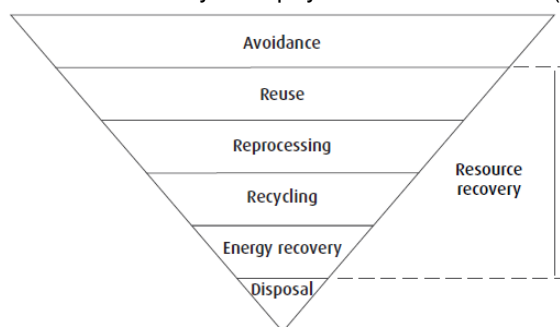 Avoidance
Reuse
Reprocessing
Resource
recovery
Recycling
Energy recovery
Disposal